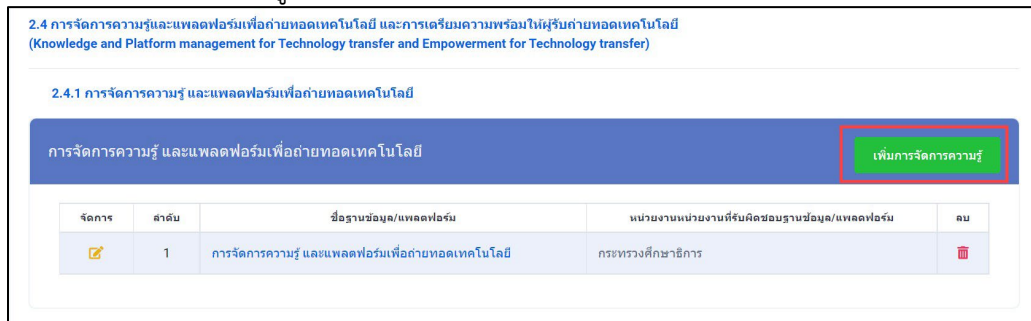 2.4 การจัดการความรู้และแพลตฟอร์มเพื่อถ่ายทอดเทคโนโลยี และการเตรียมความพร้อมให้ผู้รับถ่ายทอดเทคโนโลยี
(Knowledge and Platform management for Technology transfer and Empowerment for Technology transfer)
2.4.1 การจัดการความรู้ และแพลตฟอร์มเพื่อถ่ายทอดเทคโนโลยี
การจัดการความรู้ และแพลตฟอร์มเพื่อถ่ายทอดเทคโนโลยี เพิ่มการจัดการความรู้
จัดการ ลำดับ ชื่อฐานข้อมูล/แพลตฟอร์ม หน่วยงานหน่วยงานที่รับผิดชอบฐานข้อมูล/แพลตฟอร์ม ลบ
1 การจัดการความรู้ และแพลตฟอร์มเพื่อถ่ายทอดเทคโนโลยี กระทรวงศึกษาธิการ